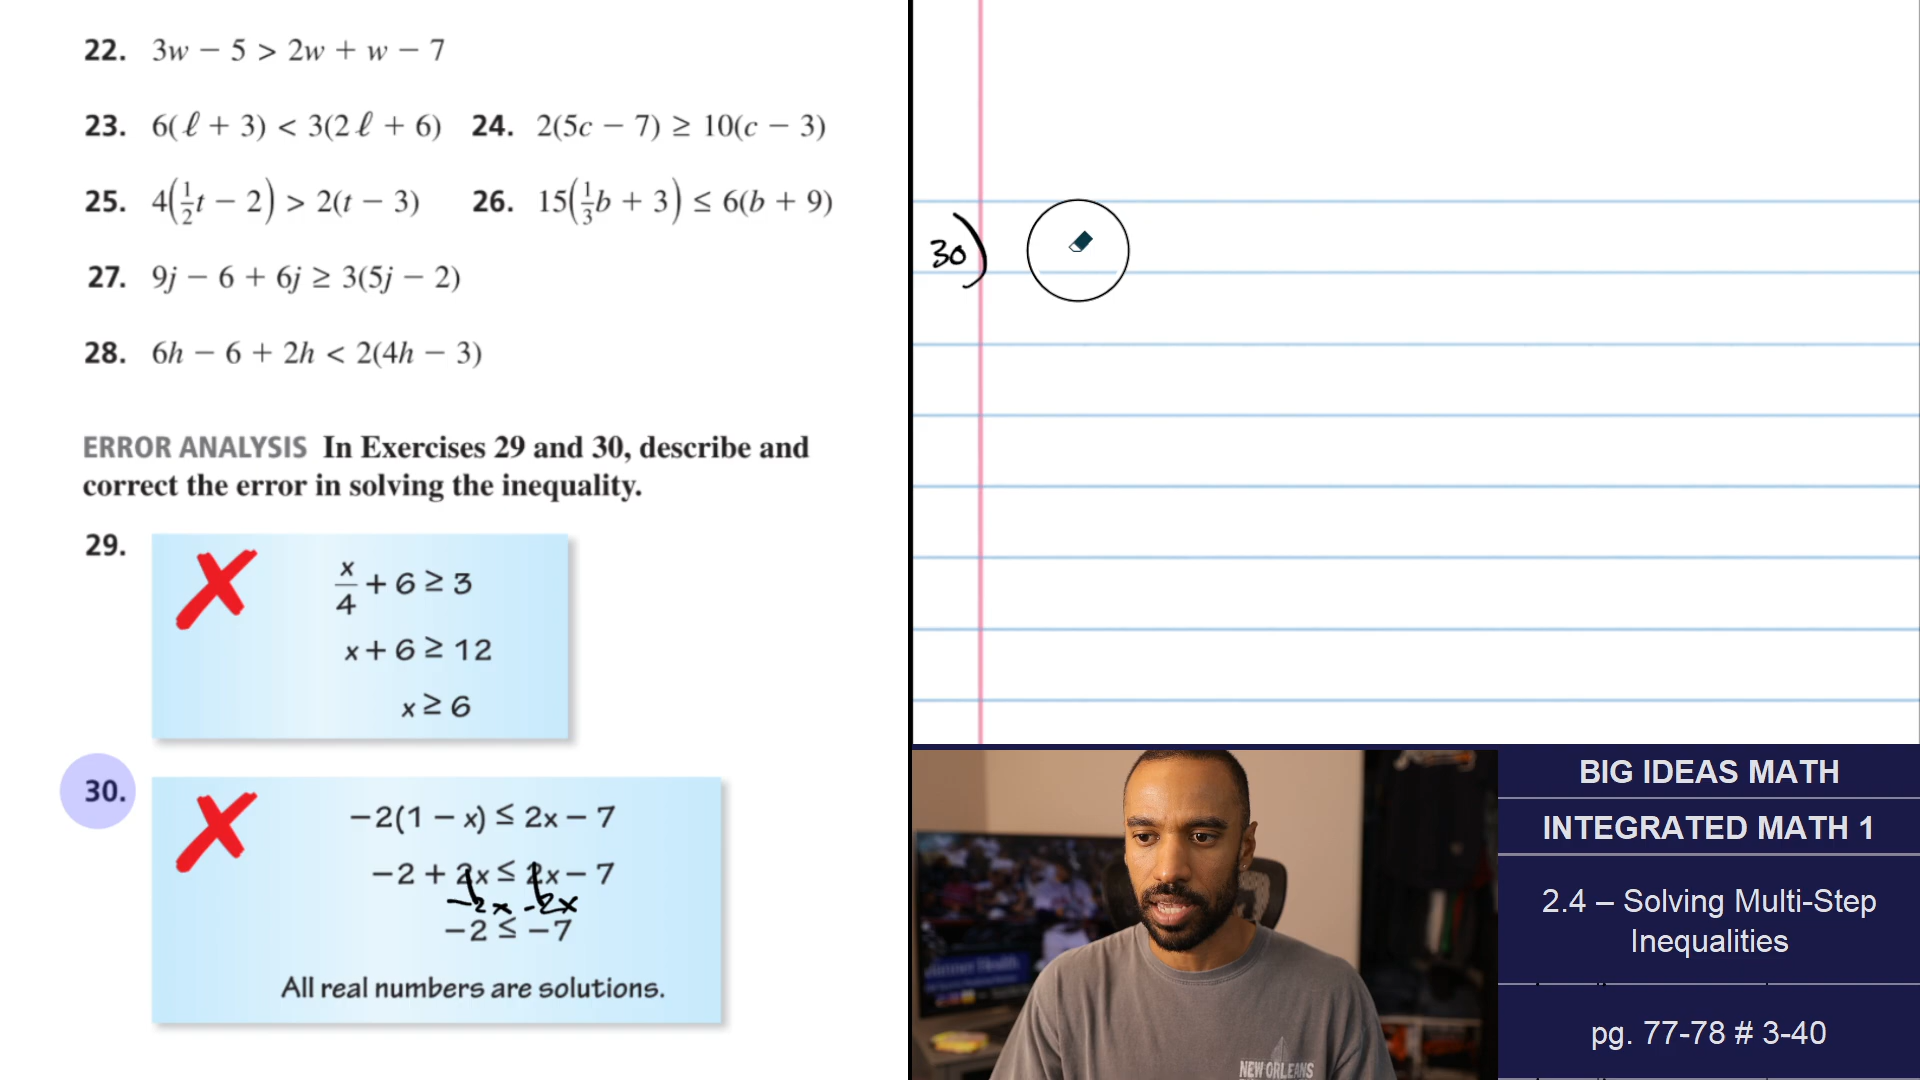 22. 3w − 5 > 2w + w − 7
23. 6(ℓ + 3) < 3(2ℓ + 6) 24. 2(5c − 7) ≥ 10(c − 3)
25. 4(1/2 t − 2) > 2(t − 3) 26. 15(1/3 b + 3) ≤ 6(b + 9)
27. 9j − 6 + 6j ≥ 3(5j − 2)
28. 6h − 6 + 2h < 2(4h − 3)
ERROR ANALYSIS In Exercises 29 and 30, describe and
correct the error in solving the inequality.
29. x/4 + 6 ≥ 3
x + 6 ≥ 12
x ≥ 6
30. −2(1 − x) ≤ 2x − 7
−2 + 2x ≤ 2x − 7
−2x −2x
−2 ≤ −7
All real numbers are solutions.
30)
NEW ORLEANS
BIG IDEAS MATH
INTEGRATED MATH 1
2.4 – Solving Multi-Step
Inequalities
pg. 77-78 # 3-40